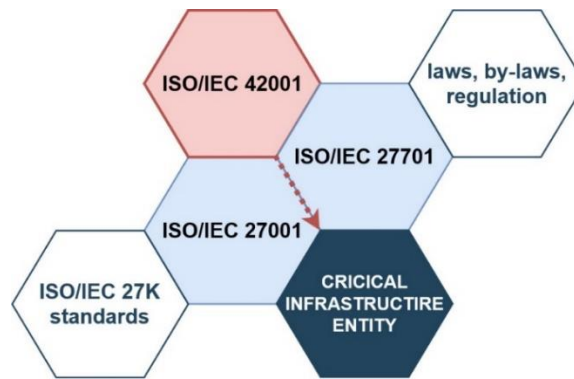 ISO/IEC 42001
laws, by-laws,
regulation
ISO/IEC 27701
ISO/IEC 27001
ISO/IEC 27K
standards
CRICICAL
INFRASTRUCTIRE
ENTITY